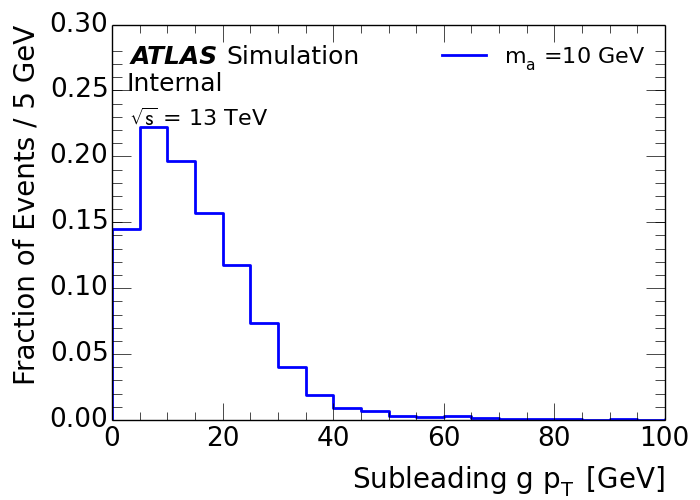 0.30
0.25
0.20
0.15
0.10
0.05
0.00
Fraction of Events / 5 GeV
ATLAS Simulation
Internal
√s = 13 TeV
mₐ =10 GeV
0 20 40 60 80 100
Subleading g p_T [GeV]